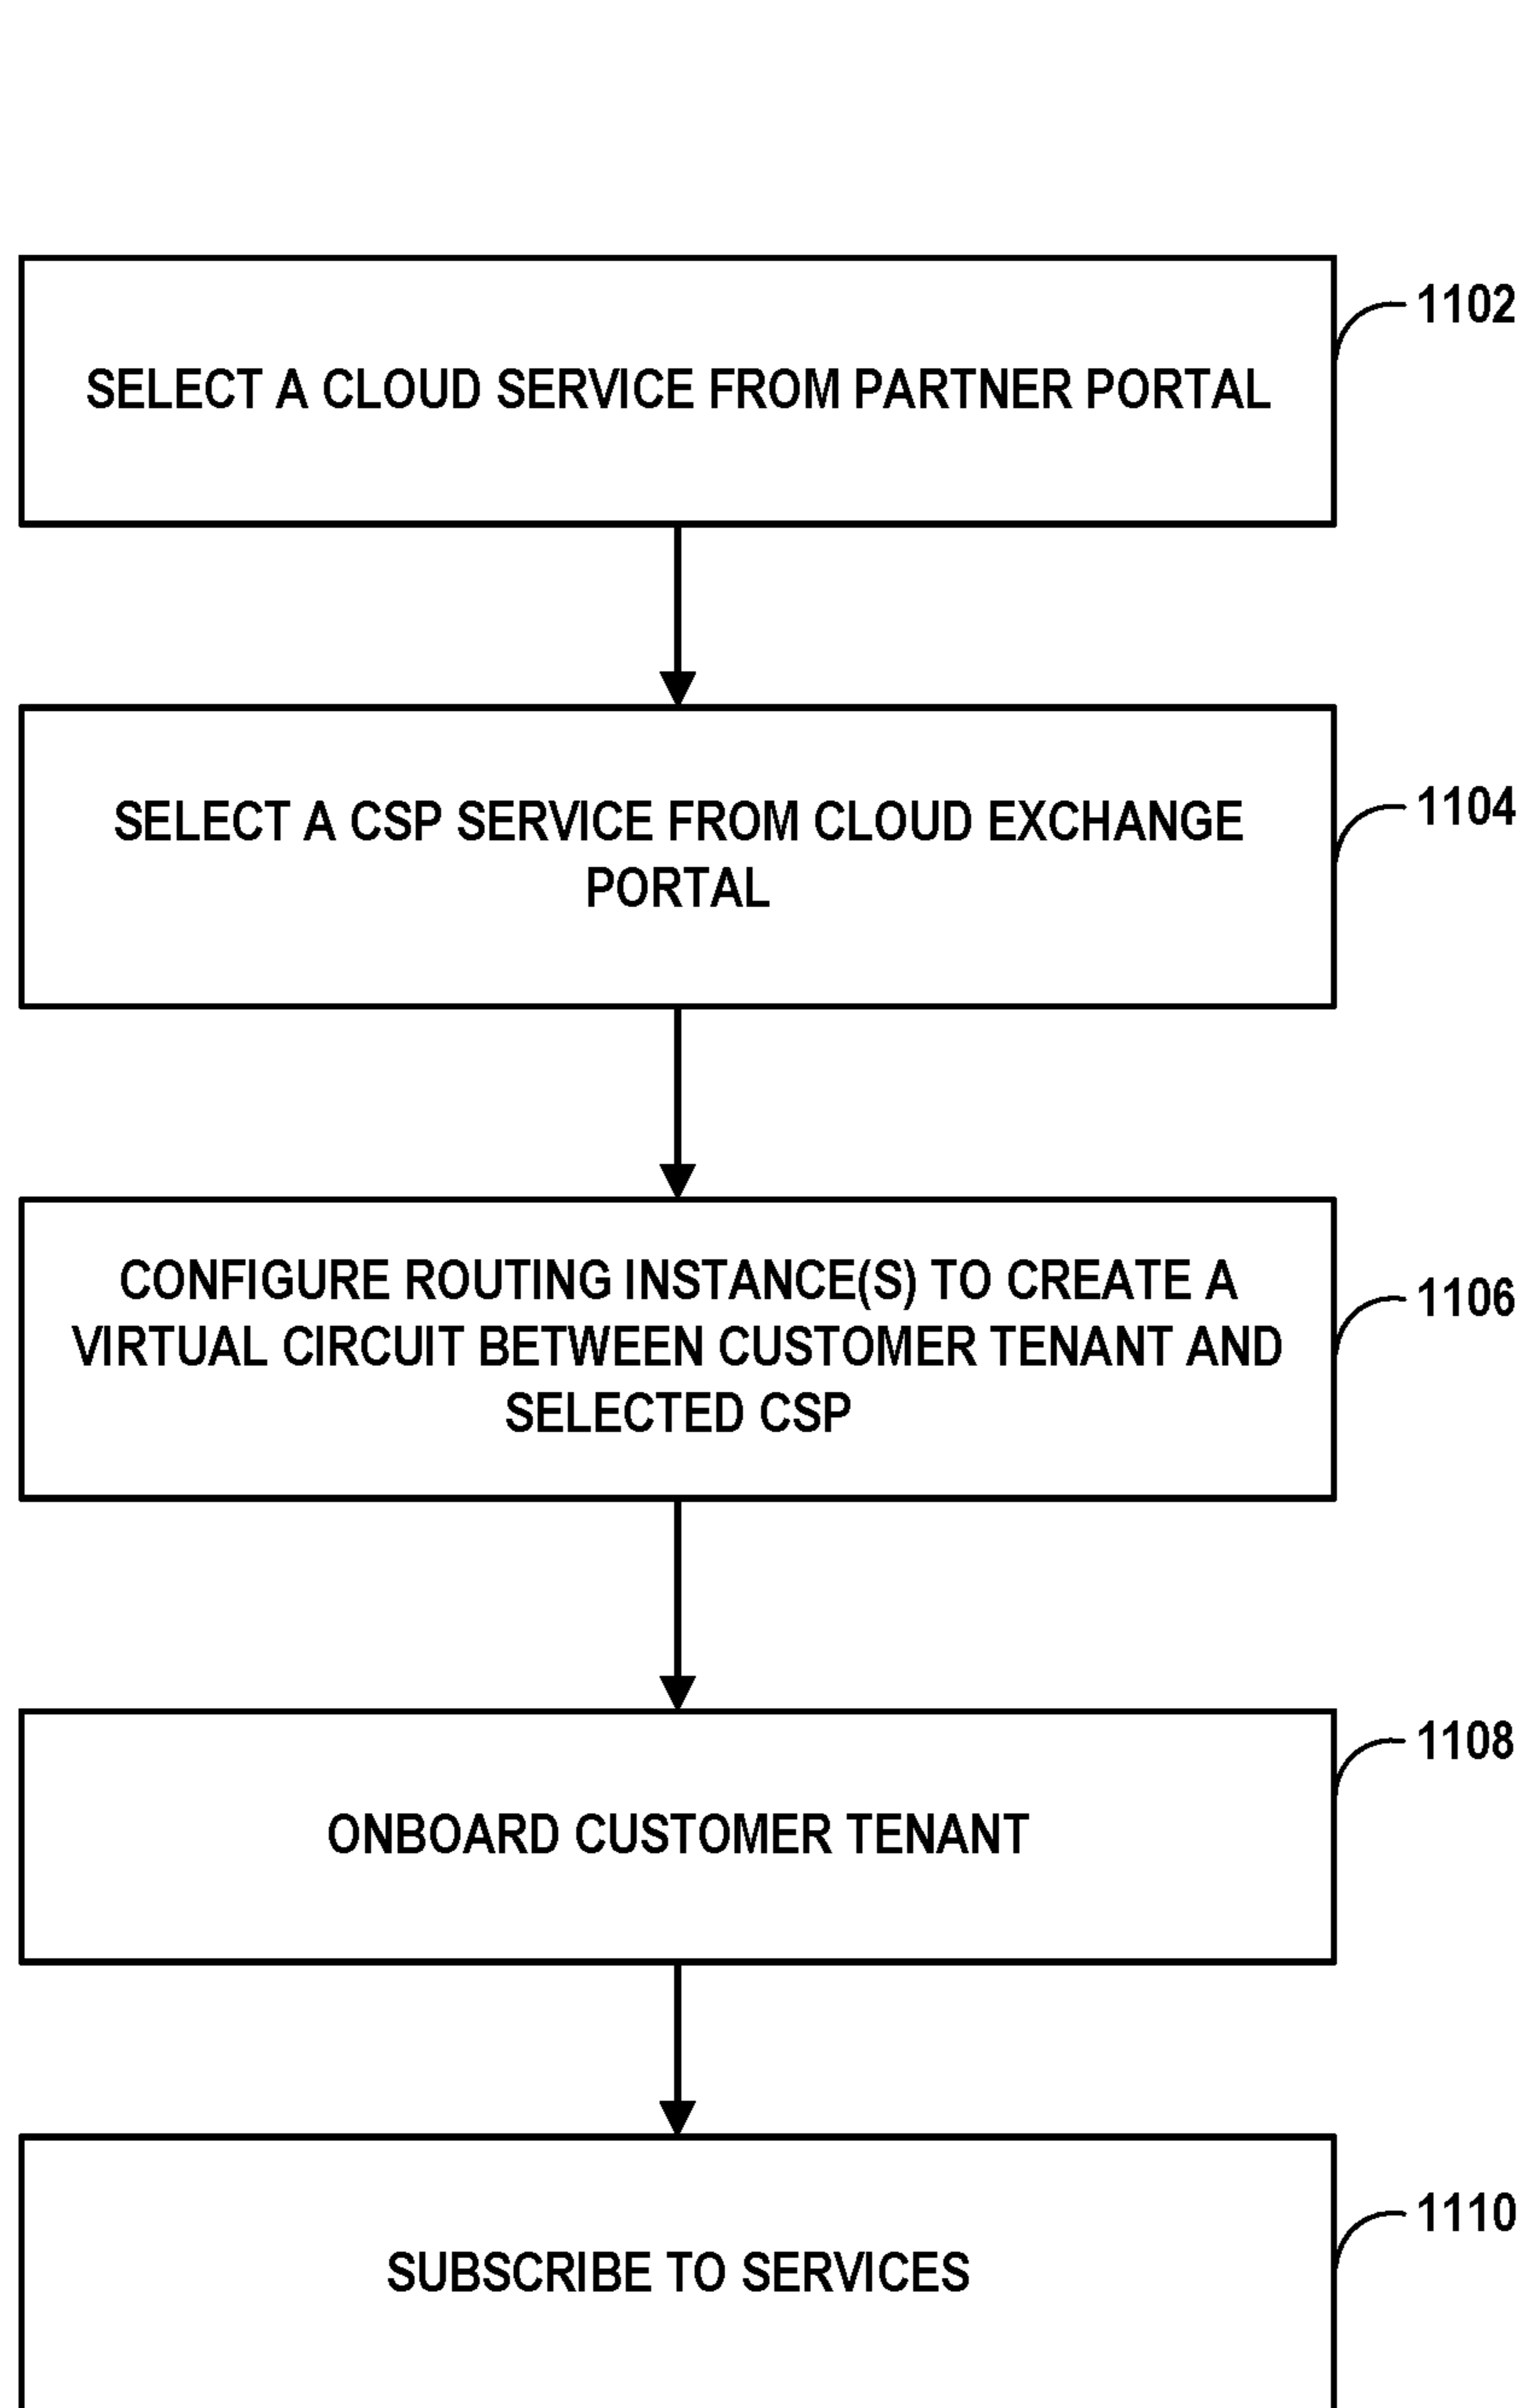 1102
SELECT A CLOUD SERVICE FROM PARTNER PORTAL
1104
SELECT A CSP SERVICE FROM CLOUD EXCHANGE
PORTAL
1106
CONFIGURE ROUTING INSTANCE(S) TO CREATE A
VIRTUAL CIRCUIT BETWEEN CUSTOMER TENANT AND
SELECTED CSP
1108
ONBOARD CUSTOMER TENANT
1110
SUBSCRIBE TO SERVICES